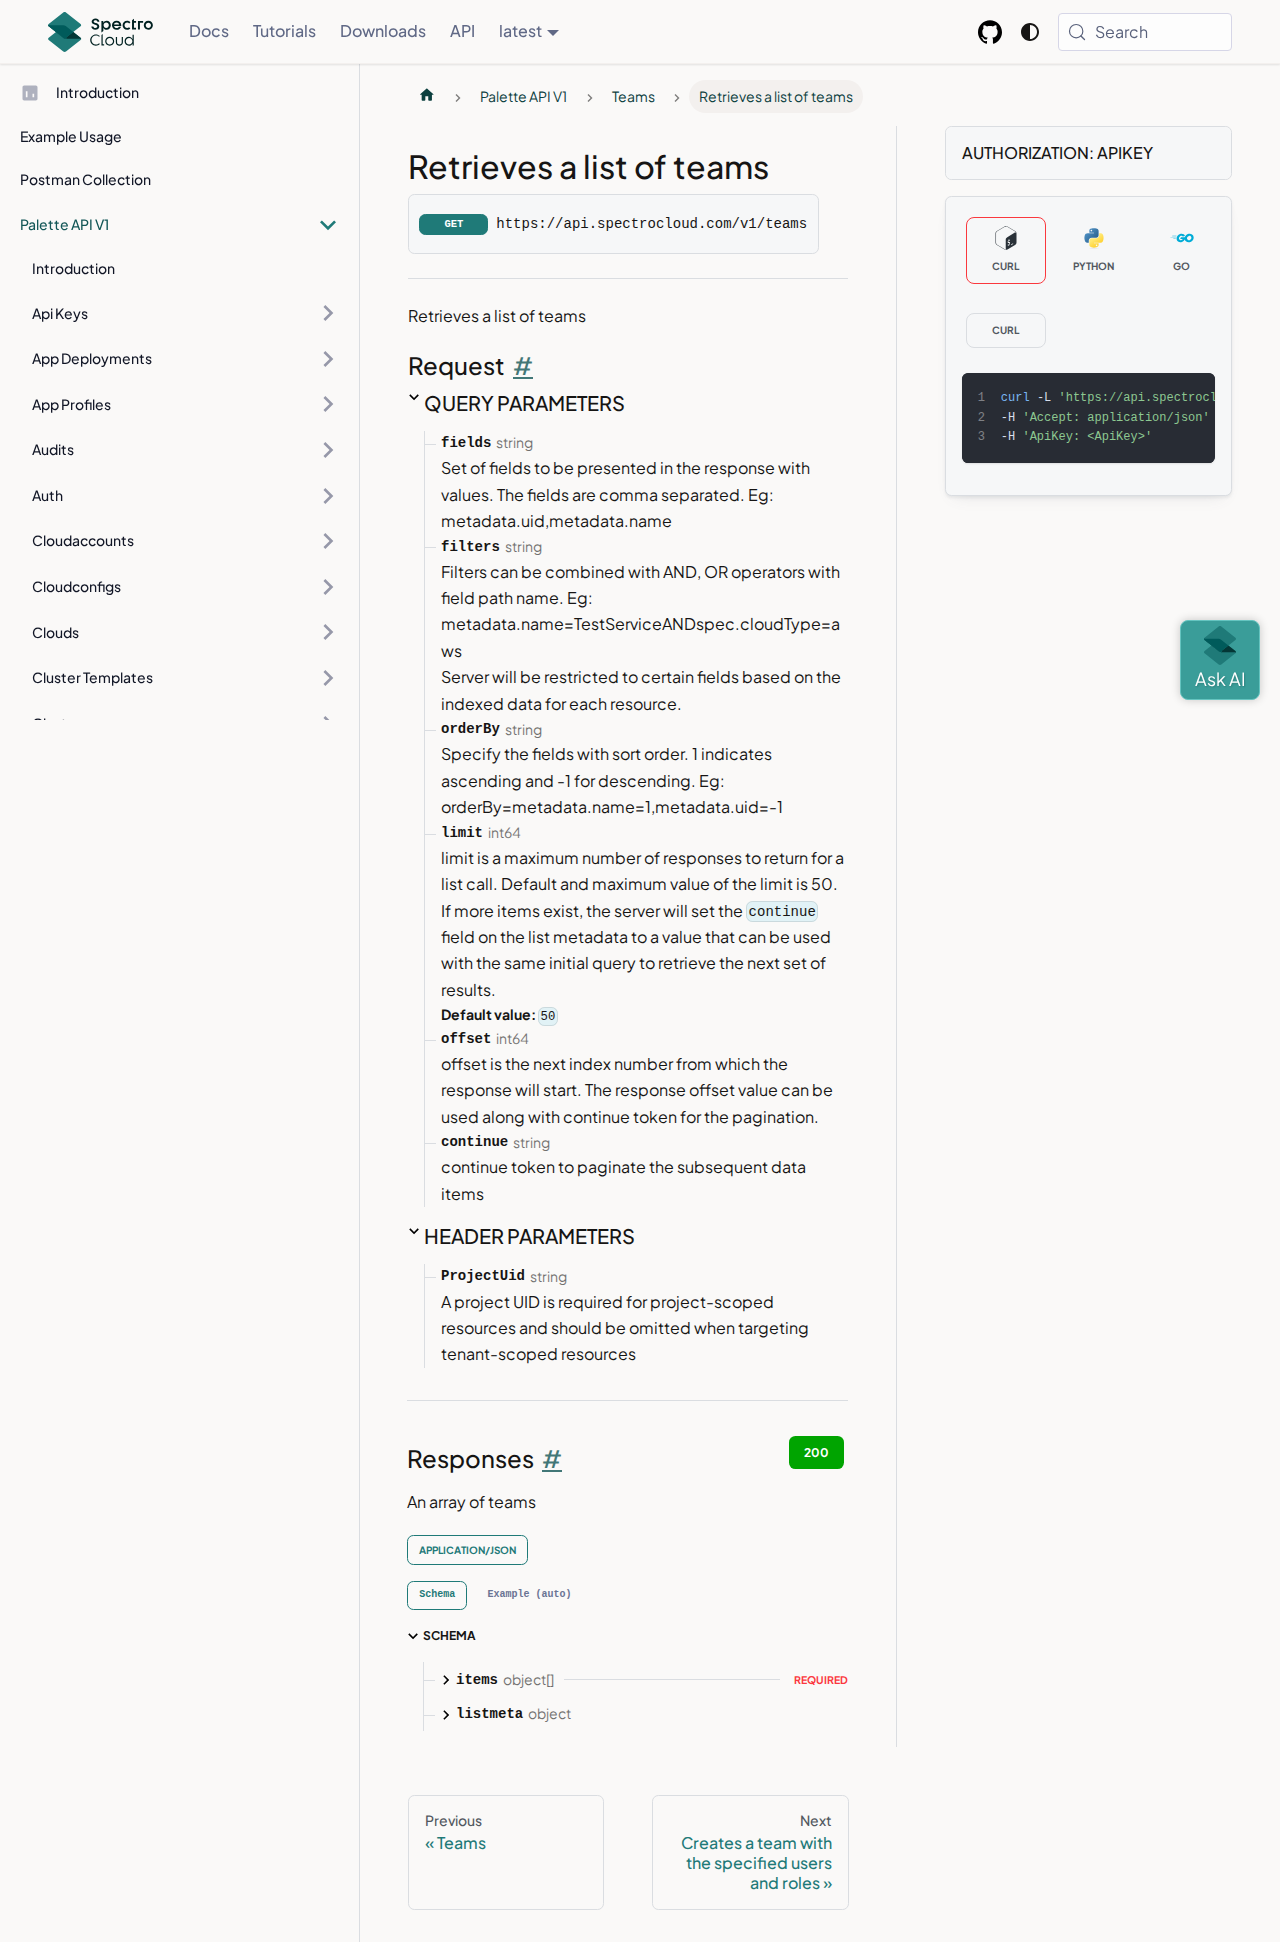 Spectro Cloud
Docs
Tutorials
Downloads
API
latest
Search
Introduction
Example Usage
Postman Collection
Palette API V1
Introduction
Api Keys
App Deployments
App Profiles
Audits
Auth
Cloudaccounts
Cloudconfigs
Clouds
Cluster Templates
Palette API V1
Teams
Retrieves a list of teams
Retrieves a list of teams
GET https://api.spectrocloud.com/v1/teams
Retrieves a list of teams
Request #
QUERY PARAMETERS
fields string
Set of fields to be presented in the response with
values. The fields are comma separated. Eg:
metadata.uid,metadata.name
filters string
Filters can be combined with AND, OR operators with
field path name. Eg:
metadata.name=TestServiceANDspec.cloudType=a
ws
Server will be restricted to certain fields based on the
indexed data for each resource.
orderBy string
Specify the fields with sort order. 1 indicates
ascending and -1 for descending. Eg:
orderBy=metadata.name=1,metadata.uid=-1
limit int64
limit is a maximum number of responses to return for a
list call. Default and maximum value of the limit is 50.
If more items exist, the server will set the continue
field on the list metadata to a value that can be used
with the same initial query to retrieve the next set of
results.
Default value: 50
offset int64
offset is the next index number from which the
response will start. The response offset value can be
used along with continue token for the pagination.
continue string
continue token to paginate the subsequent data
items
HEADER PARAMETERS
ProjectUid string
A project UID is required for project-scoped
resources and should be omitted when targeting
tenant-scoped resources
Responses #
200
An array of teams
APPLICATION/JSON
Schema
Example (auto)
SCHEMA
items object[] REQUIRED
listmeta object
Previous
« Teams
Next
Creates a team with
the specified users
and roles »
AUTHORIZATION: APIKEY
CURL
PYTHON
GO
CURL
1 curl -L 'https://api.spectrocl
2 -H 'Accept: application/json'
3 -H 'ApiKey: <ApiKey>'
Ask AI